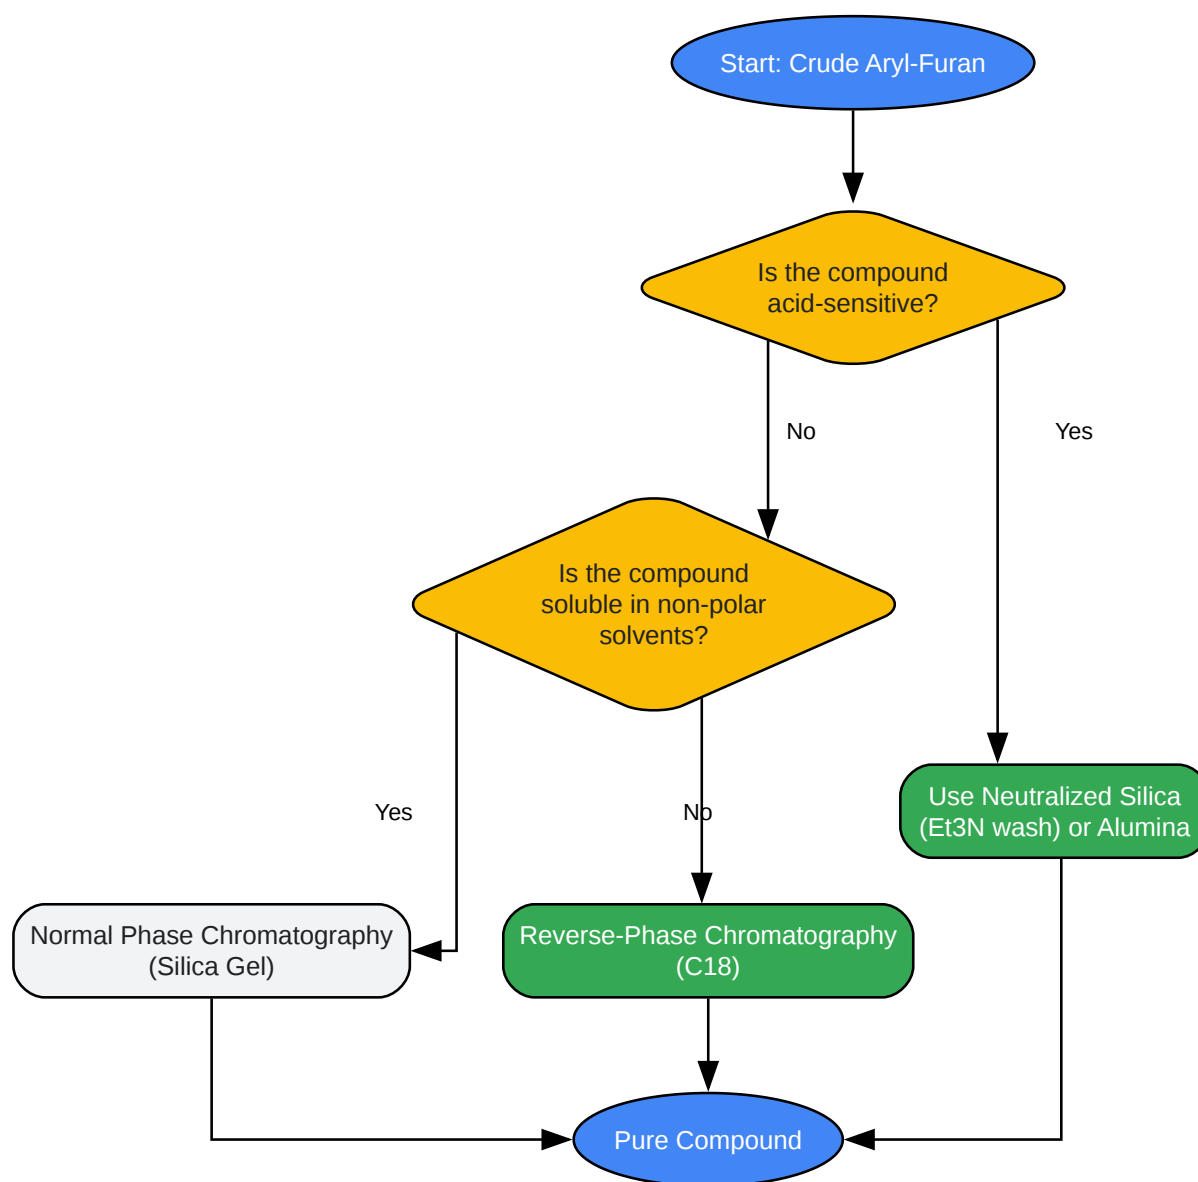 Start: Crude Aryl-Furan
Is the compound
acid-sensitive?
No
Yes
Is the compound
soluble in non-polar
solvents?
Yes
No
Use Neutralized Silica
(Et3N wash) or Alumina
Normal Phase Chromatography
(Silica Gel)
Reverse-Phase Chromatography
(C18)
Pure Compound